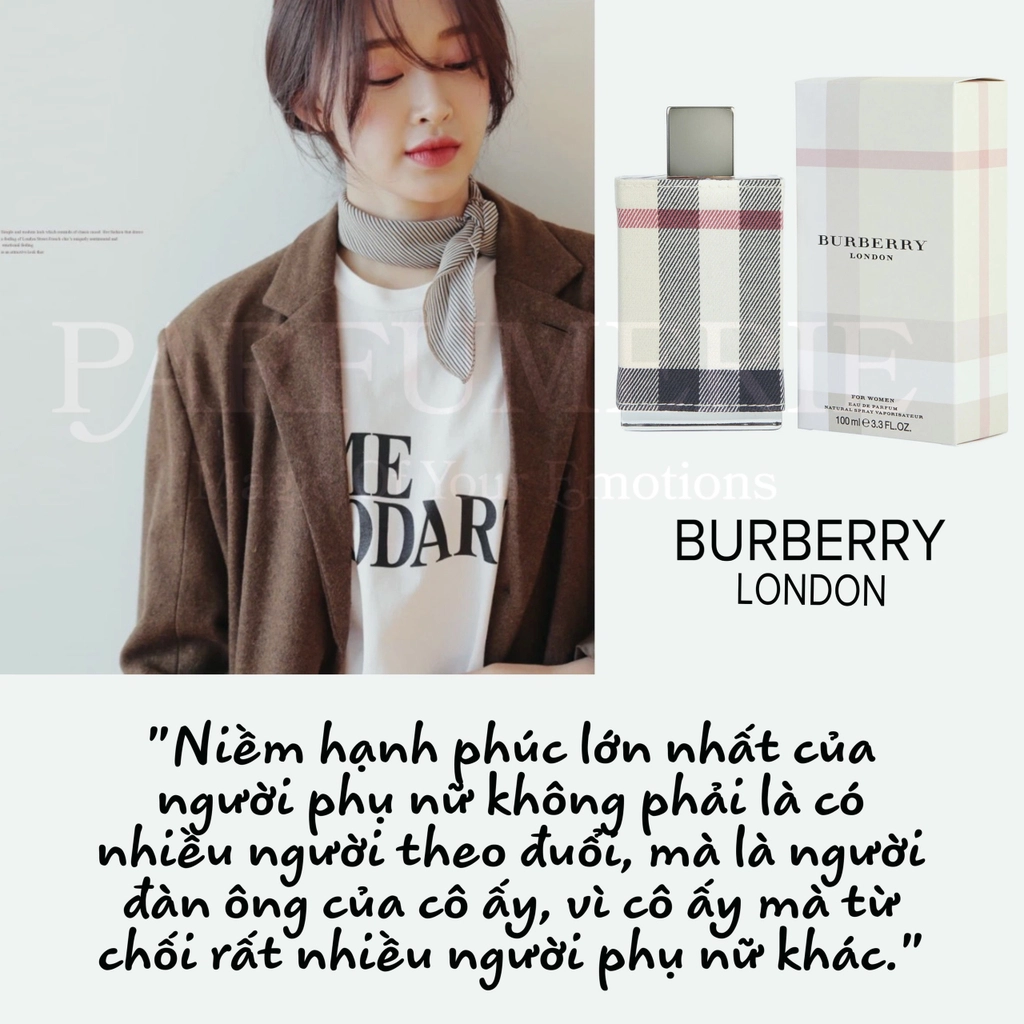 PARFUMERIE
Your Emotions
ME
ODAR
BURBERRY
LONDON
FOR WOMEN
EAU DE PARFUM
NATURAL SPRAY VAPORISATEUR
100 ml ℮ 3.3 FL.OZ.
BURBERRY
LONDON
"Niềm hạnh phúc lớn nhất của
người phụ nữ không phải là có
nhiều người theo đuổi, mà là người
đàn ông của cô ấy, vì cô ấy mà từ
chối rất nhiều người phụ nữ khác."